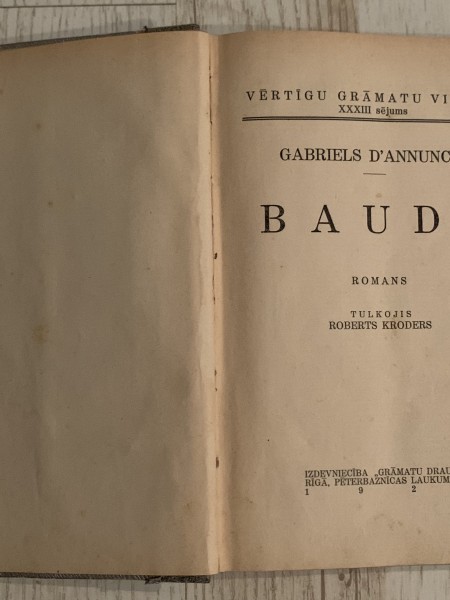 VĒRTĪGU GRĀMATU VI
XXXIII sējums
GABRIELS D'ANNUNC
BAUD
ROMANS
TULKOJIS
ROBERTS KRODERS
IZDEVNIECĪBA „GRĀMATU DRAU
RĪGĀ, PĒTERBAZNĪCAS LAUKUM
1 9 2